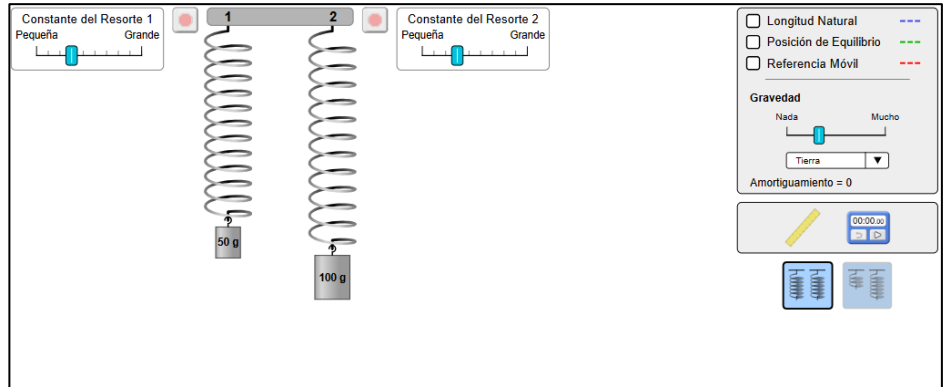 Constante del Resorte 1
Pequeña Grande
1 2
Constante del Resorte 2
Pequeña Grande
50 g
100 g
Longitud Natural
Posición de Equilibrio
Referencia Móvil
Gravedad
Nada Mucho
Tierra
Amortiguamiento = 0
00:00.00